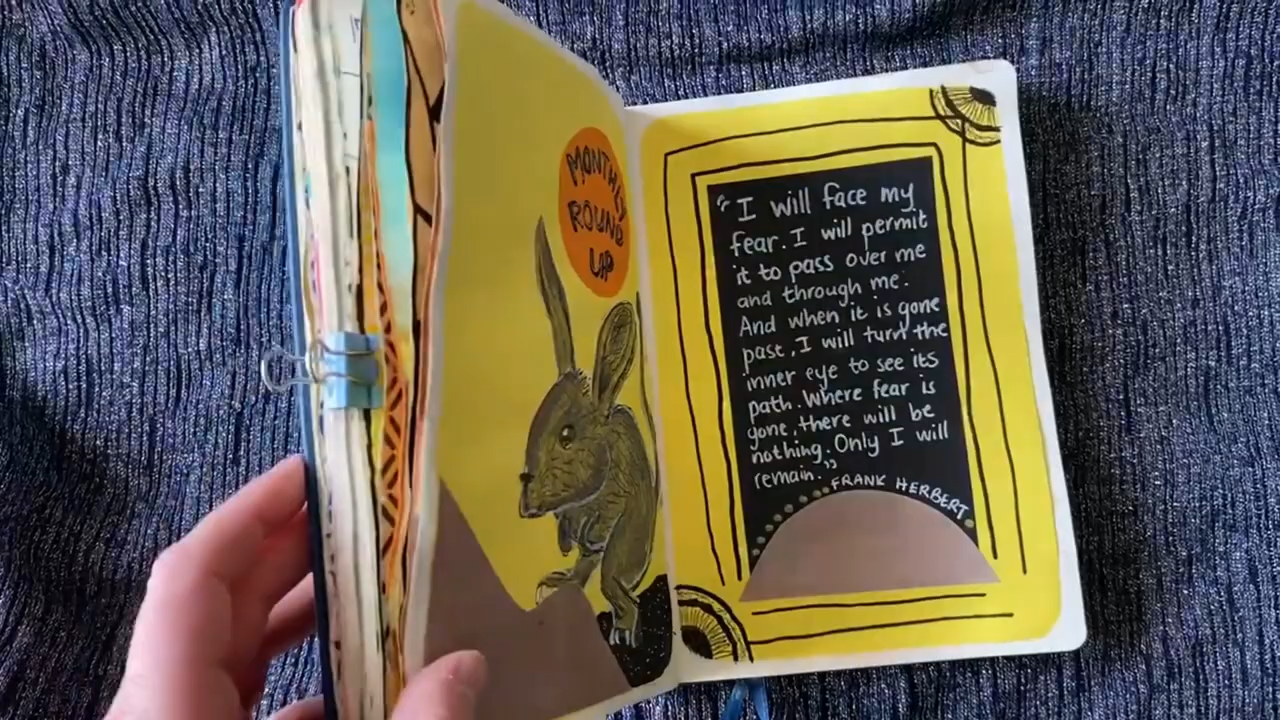 MONTHLY
ROUND
UP
"I will face my
fear. I will permit
it to pass over me
and through me.
And when it is gone
past, I will turn the
inner eye to see its
path. Where fear is
gone, there will be
nothing. Only I will
remain."
FRANK HERBERT